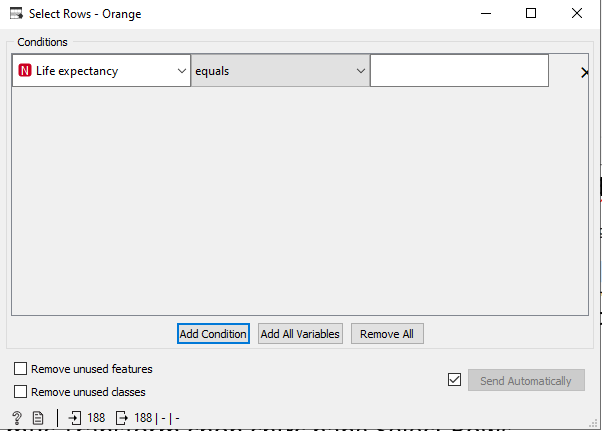 Select Rows - Orange
Conditions
N Life expectancy equals
Add Condition Add All Variables Remove All
Remove unused features
Remove unused classes
Send Automatically
? 188 188 | - | -